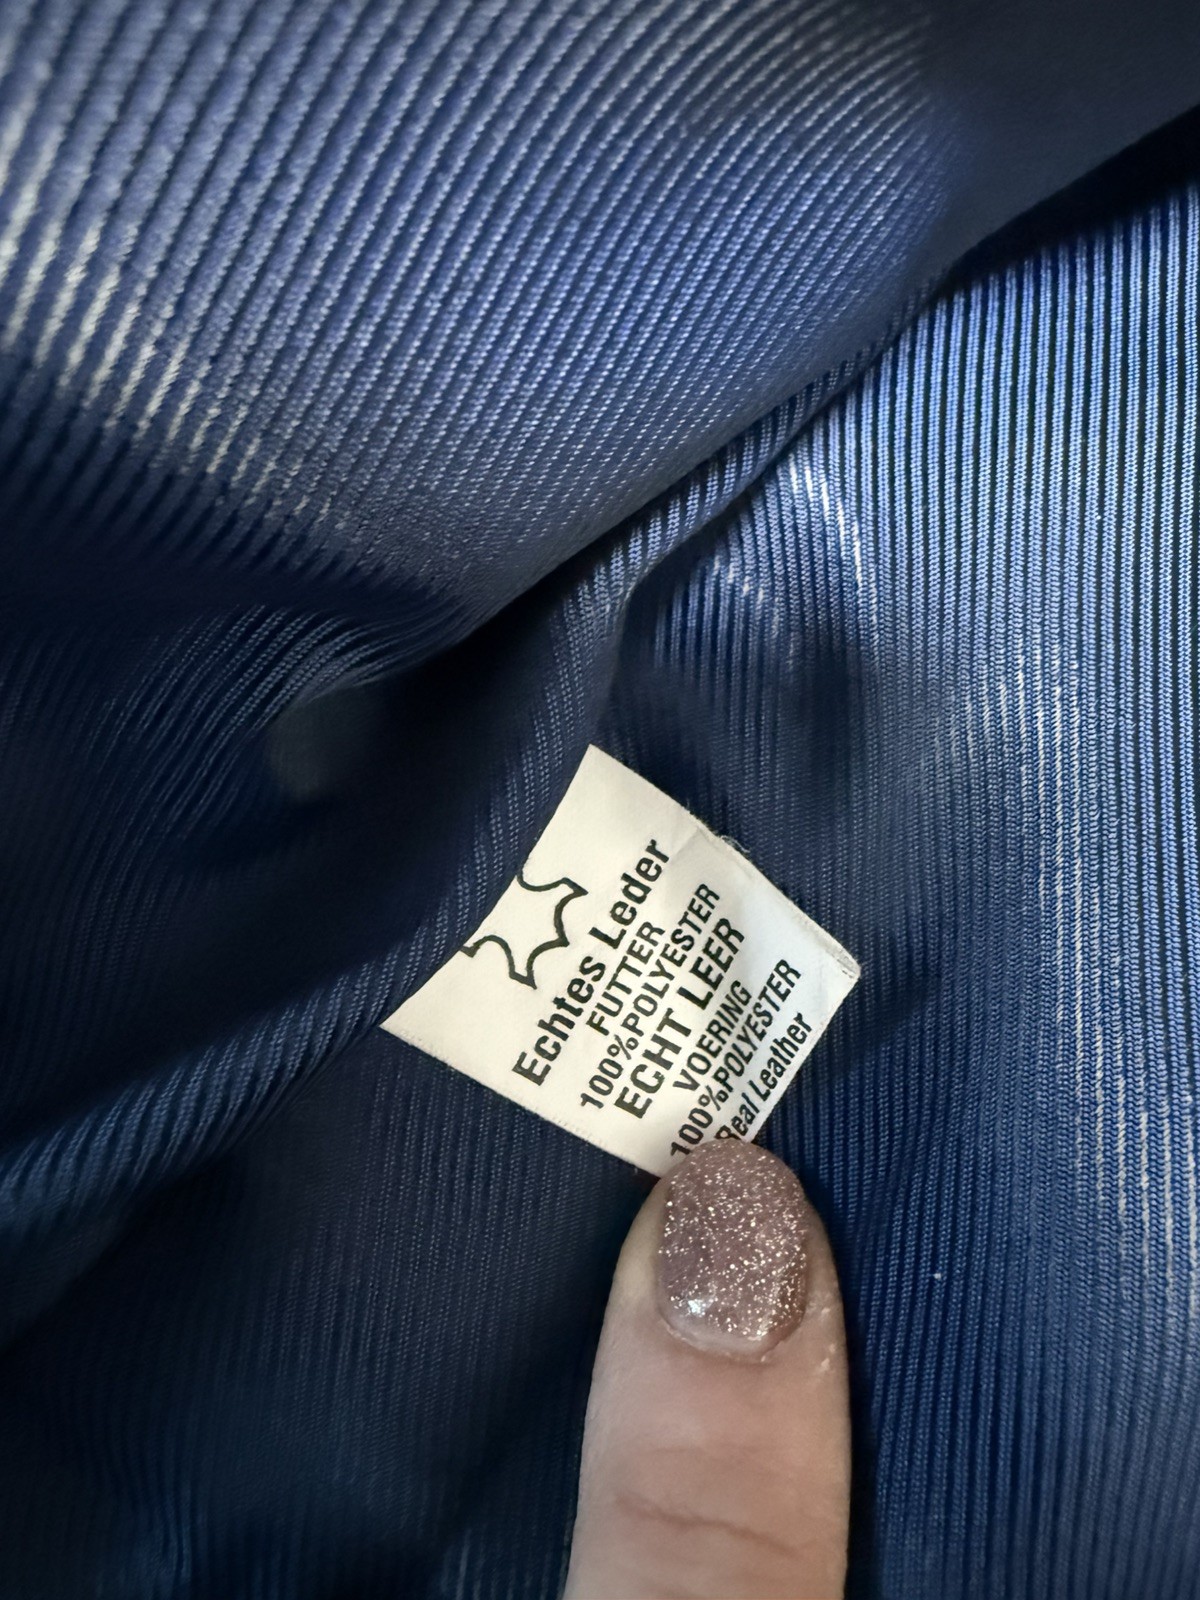 Echtes Leder
FUTTER
100%POLYESTER
ECHT LEER
VOERING
100%POLYESTER
Real Leather